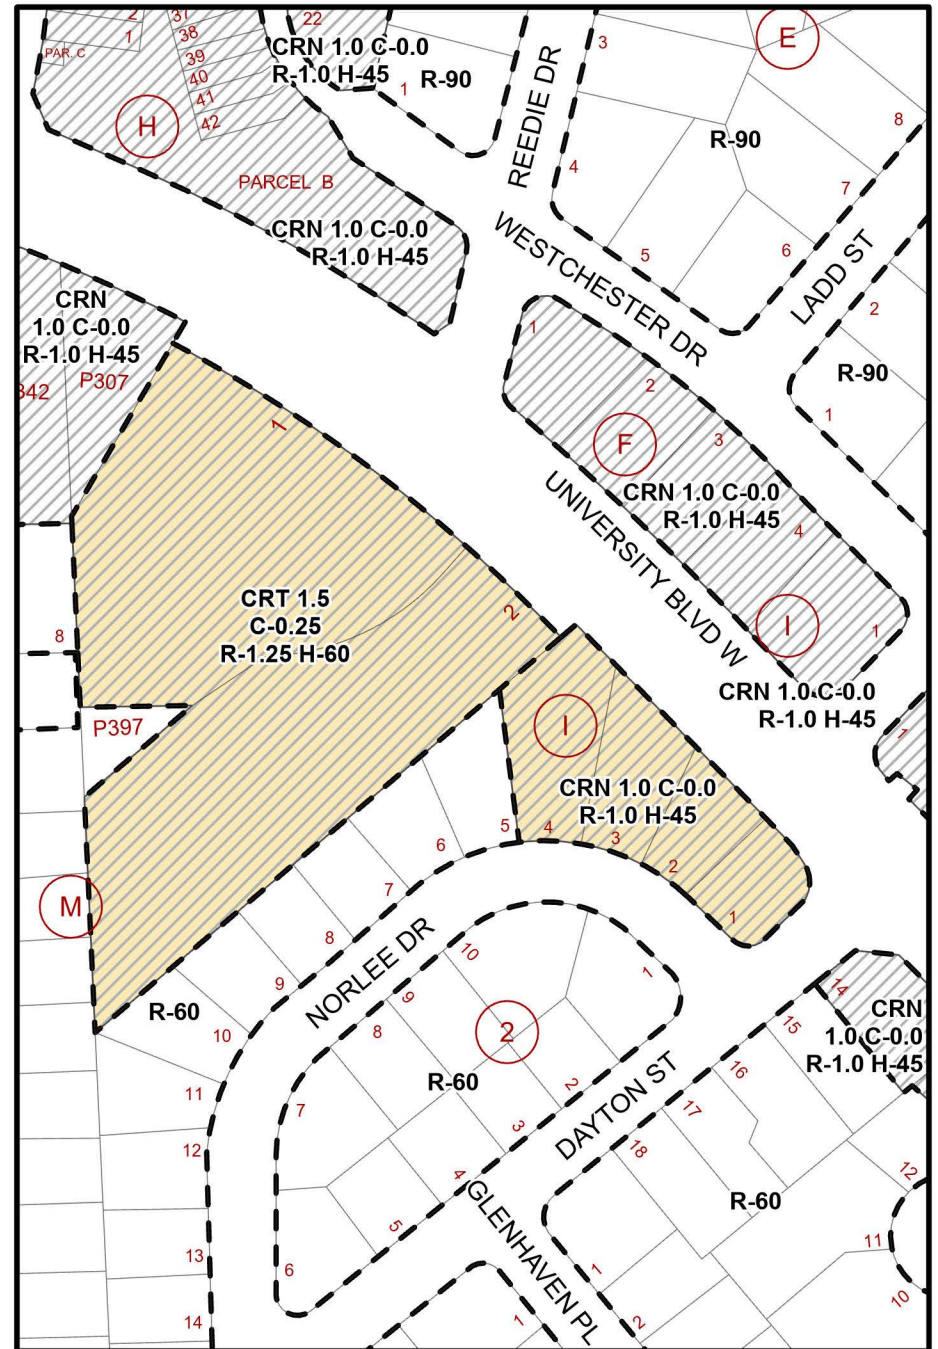 2
37
22
E
1
38
CRN 1.0 C-0.0
3
PAR. C
39
R-1.0 H-45
R-90
40
1
41
42
H
8
R-90
REEDIE DR
4
PARCEL B
7
CRN 1.0 C-0.0
R-1.0 H-45
WESTCHESTER DR
5
6
LADD ST
CRN
1.0 C-0.0
R-1.0 H-45
P307
342
1
2
2
R-90
1
1
F
3
CRN 1.0 C-0.0
R-1.0 H-45
UNIVERSITY BLVD W
4
CRT 1.5
C-0.25
R-1.25 H-60
2
I
1
8
CRN 1.0 C-0.0
R-1.0 H-45
P397
I
1
CRN 1.0 C-0.0
R-1.0 H-45
5
4
3
6
2
7
M
1
8
NORLEE DR
10
1
9
9
14
R-60
8
2
15
CRN
1.0 C-0.0
R-1.0 H-45
10
R-60
16
11
7
2
DAYTON ST
17
3
12
18
4
GLENHAVEN PL
12
R-60
5
11
13
6
1
10
14
1
2